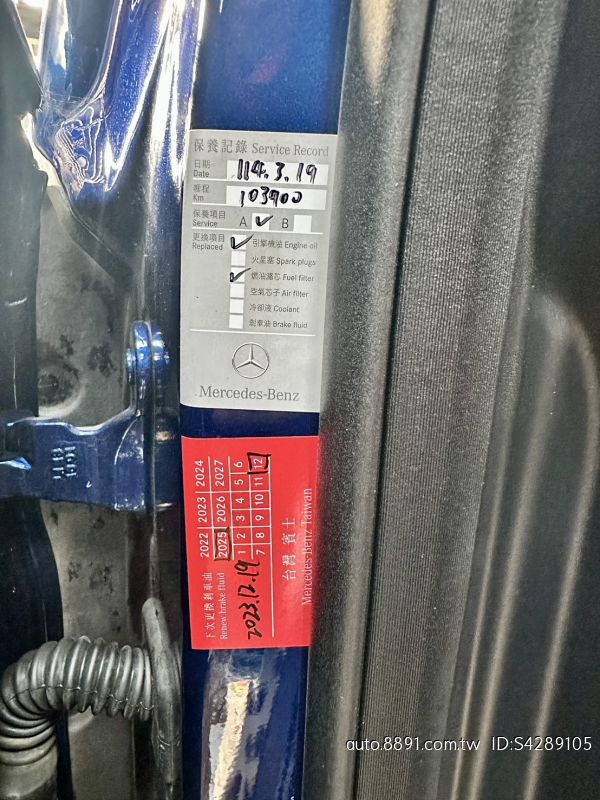 保養記錄 Service Record
日期 Date 114.3.19
哩程 Km 103900
保養項目 Service A ✓ B
更換項目 Replaced ✓ 引擎機油 Engine oil
火星塞 Spark plugs
✓ 燃油濾芯 Fuel filter
空氣芯子 Air filter
冷卻液 Coolant
剎車油 Brake fluid
Mercedes-Benz
下次更換剎車油
Renew brake fluid
2022 2023 2024
2025 2026 2027
1 2 3 4 5 6
7 8 9 10 11 12
2023.12.19
台灣賓士
Mercedes-Benz Taiwan
auto.8891.com.tw ID:S4289105